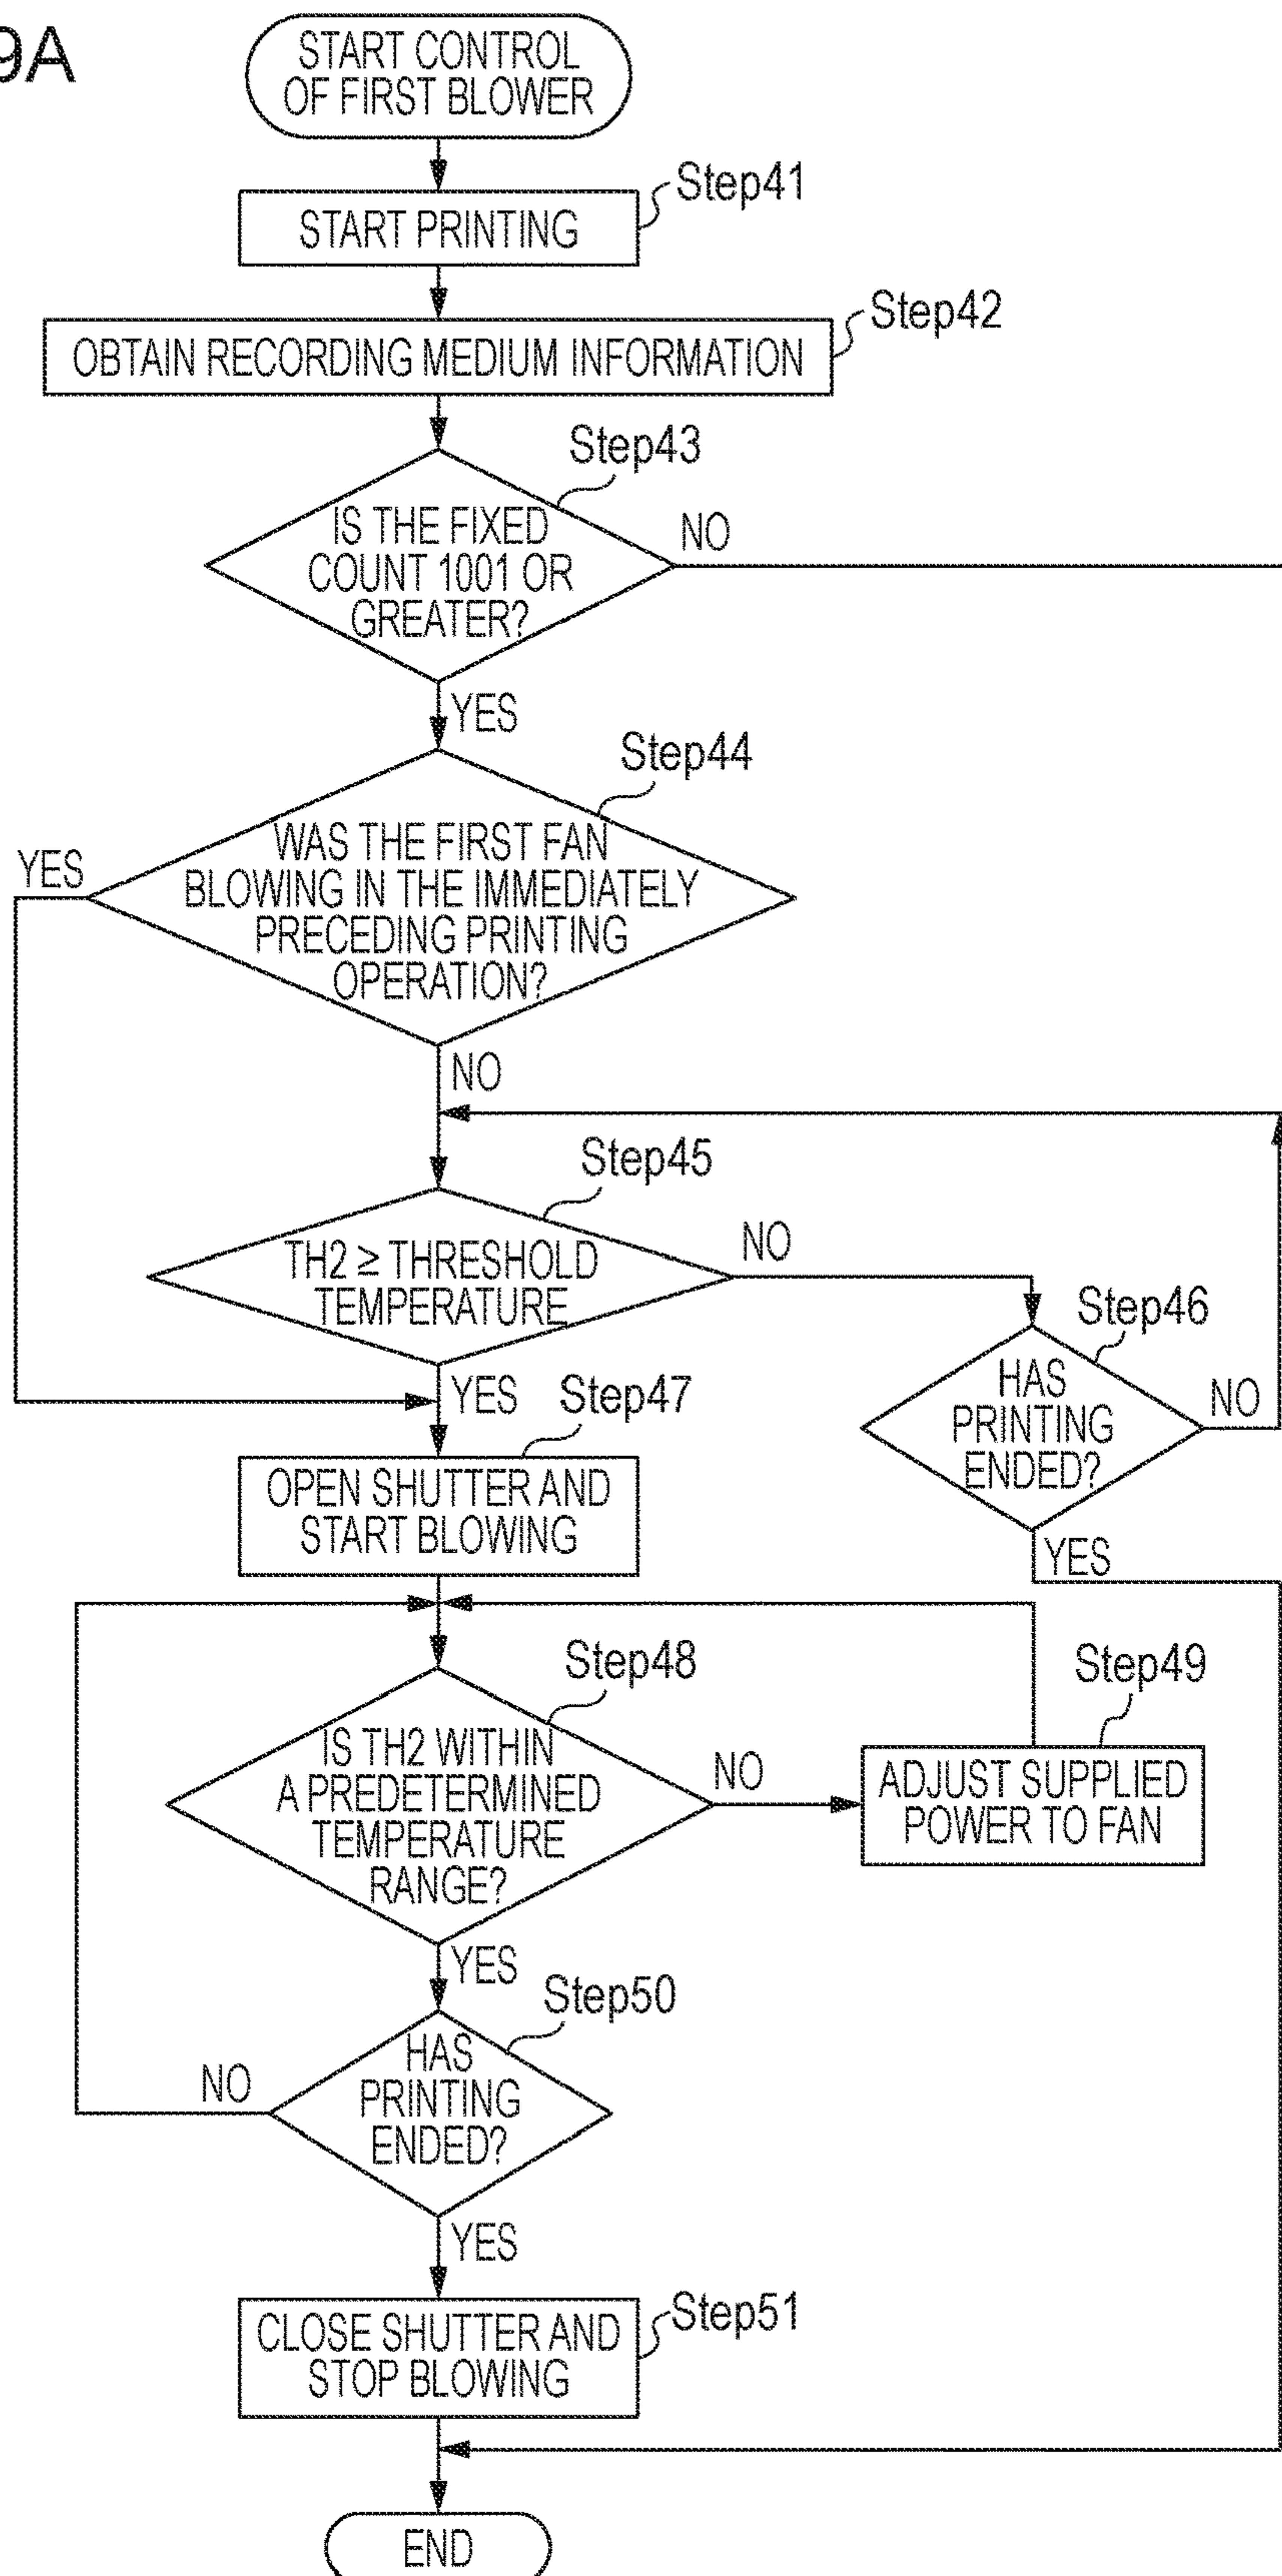 9A
START CONTROL
OF FIRST BLOWER
Step41
START PRINTING
Step42
OBTAIN RECORDING MEDIUM INFORMATION
Step43
IS THE FIXED
COUNT 1001 OR
GREATER?
NO
YES
Step44
WAS THE FIRST FAN
BLOWING IN THE IMMEDIATELY
PRECEDING PRINTING
OPERATION?
YES
NO
Step45
TH2 ≥ THRESHOLD
TEMPERATURE
NO
Step46
HAS
PRINTING
ENDED?
NO
YES
YES
Step47
OPEN SHUTTER AND
START BLOWING
Step48
IS TH2 WITHIN
A PREDETERMINED
TEMPERATURE
RANGE?
NO
Step49
ADJUST SUPPLIED
POWER TO FAN
YES
Step50
HAS
PRINTING
ENDED?
NO
YES
Step51
CLOSE SHUTTER AND
STOP BLOWING
END